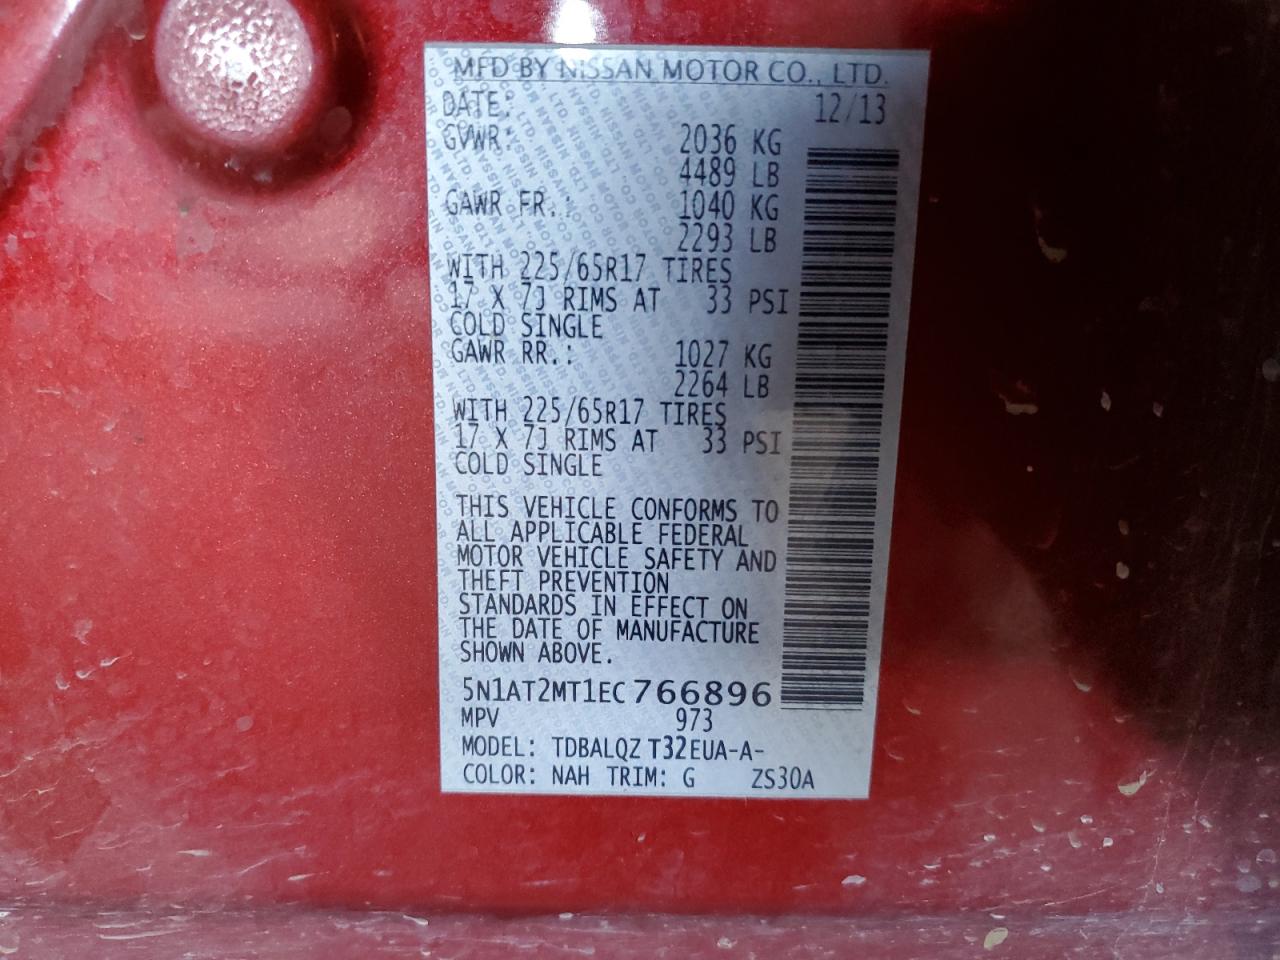 MFD BY NISSAN MOTOR CO., LTD.
DATE: 12/13
GVWR: 2036 KG
4489 LB
GAWR FR.: 1040 KG
2293 LB
WITH 225/65R17 TIRES
17 X 7J RIMS AT 33 PSI
COLD SINGLE
GAWR RR.: 1027 KG
2264 LB
WITH 225/65R17 TIRES
17 X 7J RIMS AT 33 PSI
COLD SINGLE
THIS VEHICLE CONFORMS TO
ALL APPLICABLE FEDERAL
MOTOR VEHICLE SAFETY AND
THEFT PREVENTION
STANDARDS IN EFFECT ON
THE DATE OF MANUFACTURE
SHOWN ABOVE.
5N1AT2MT1EC766896
MPV 973
MODEL: TDBALQZ T32EUA-A-
COLOR: NAH TRIM: G ZS30A